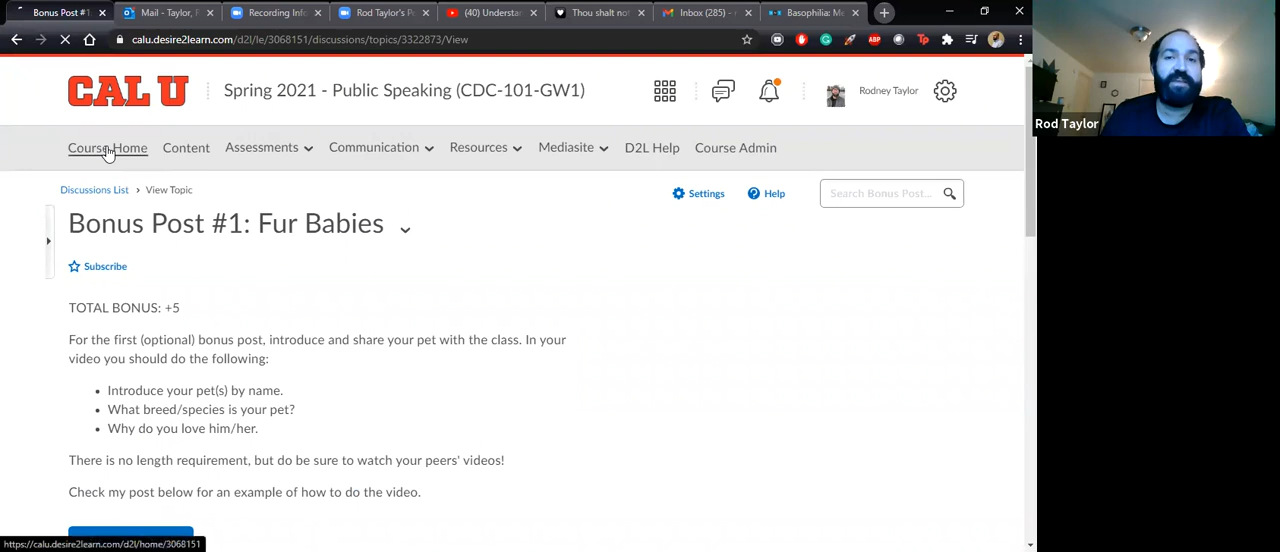 Bonus Post #1
Mail - Taylor, R
Recording Info
Rod Taylor's P
(40) Understa
Thou shalt no
Inbox (285) -
Basophilia: M
calu.desire2learn.com/d2l/le/3068151/discussions/topics/3322873/View
CAL U
Spring 2021 - Public Speaking (CDC-101-GW1)
Rodney Taylor
Rod Taylor
Course Home Content Assessments Communication Resources Mediasite D2L Help Course Admin
Discussions List › View Topic
Settings Help Search Bonus Post...
Bonus Post #1: Fur Babies
Subscribe
TOTAL BONUS: +5
For the first (optional) bonus post, introduce and share your pet with the class. In your
video you should do the following:
• Introduce your pet(s) by name.
• What breed/species is your pet?
• Why do you love him/her.
There is no length requirement, but do be sure to watch your peers' videos!
Check my post below for an example of how to do the video.
https://calu.desire2learn.com/d2l/home/3068151